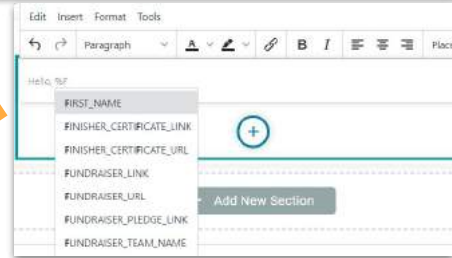 Edit Insert Format Tools
Paragraph A B I Plac
Hello, %F
FIRST_NAME
FINISHER_CERTIFICATE_LINK
FINISHER_CERTIFICATE_URL
FUNDRAISER_LINK
FUNDRAISER_URL
Add New Section
FUNDRAISER_PLEDGE_LINK
FUNDRAISER_TEAM_NAME